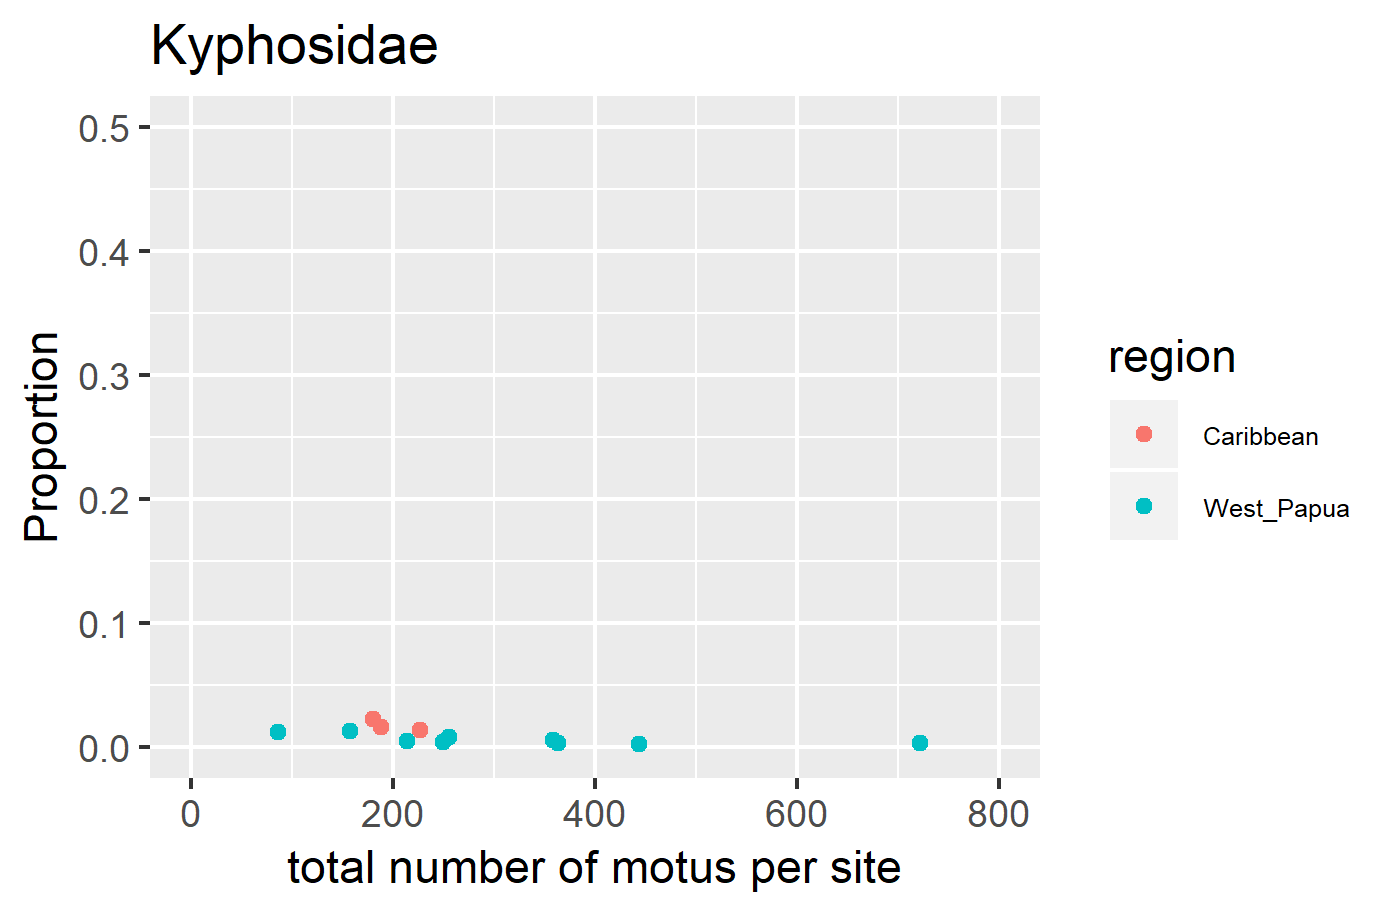 Kyphosidae
0.5
0.4
0.3
0.2
0.1
0.0
Proportion
0 200 400 600 800
total number of motus per site
region
Caribbean
West_Papua